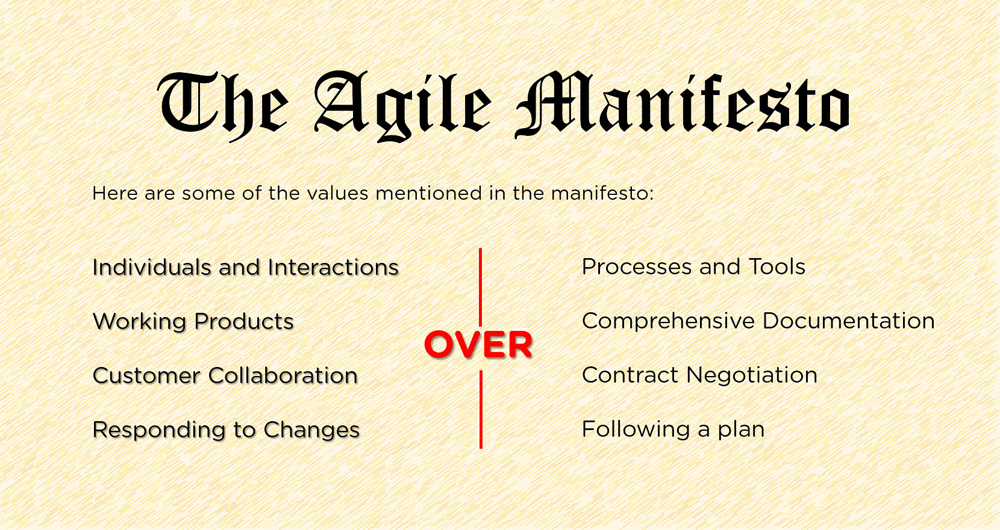 The Agile Manifesto
Here are some of the values mentioned in the manifesto:
Individuals and Interactions
Working Products
Customer Collaboration
Responding to Changes
OVER
Processes and Tools
Comprehensive Documentation
Contract Negotiation
Following a plan